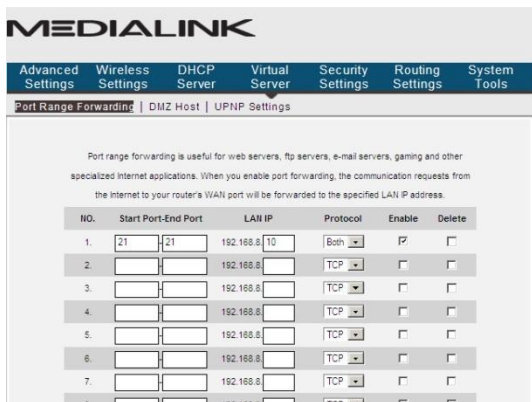 MEDIALINK
Advanced Settings Wireless Settings DHCP Server Virtual Server Security Settings Routing Settings System Tools
Port Range Forwarding | DMZ Host | UPNP Settings
Port range forwarding is useful for web servers, ftp servers, e-mail servers, gaming and other
specialized Internet applications. When you enable port forwarding, the communication requests from
the Internet to your router's WAN port will be forwarded to the specified LAN IP address.
NO. Start Port-End Port LAN IP Protocol Enable Delete
1. 21 - 21 192.168.8. 10 Both
2. - 192.168.8. TCP
3. - 192.168.8. TCP
4. - 192.168.8. TCP
5. - 192.168.8. TCP
6. - 192.168.8. TCP
7. - 192.168.8. TCP